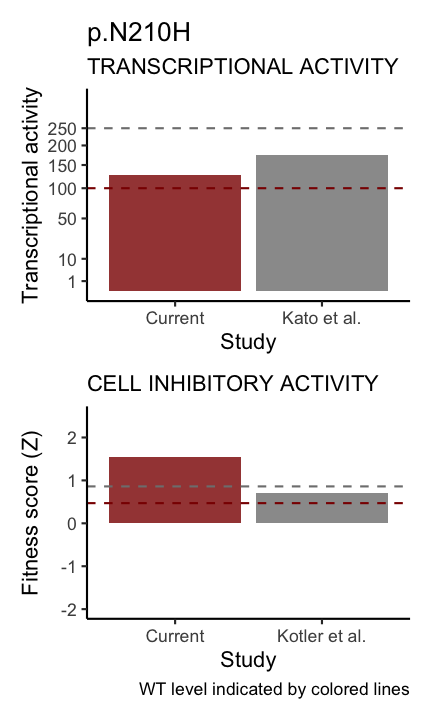 p.N210H
TRANSCRIPTIONAL ACTIVITY
Transcriptional activity
250
200
150
100
50
10
1
Current
Kato et al.
Study
CELL INHIBITORY ACTIVITY
Fitness score (Z)
2
1
0
-1
-2
Current
Kotler et al.
Study
WT level indicated by colored lines